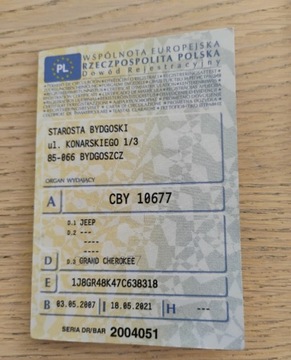 PL
WSPÓLNOTA EUROPEJSKA
RZECZPOSPOLITA POLSKA
Dowód Rejestracyjny
STAROSTA BYDGOSKI
ul. KONARSKIEGO 1/3
85-066 BYDGOSZCZ
ORGAN WYDAJĄCY
A CBY 10677
D.1 JEEP
D.2 ---
----
----
D D.3 GRAND CHEROKEE/
E 1J8GR48K47C638318
B 03.05.2007 I 18.05.2021 H ---
SERIA DR/BAR 2004051